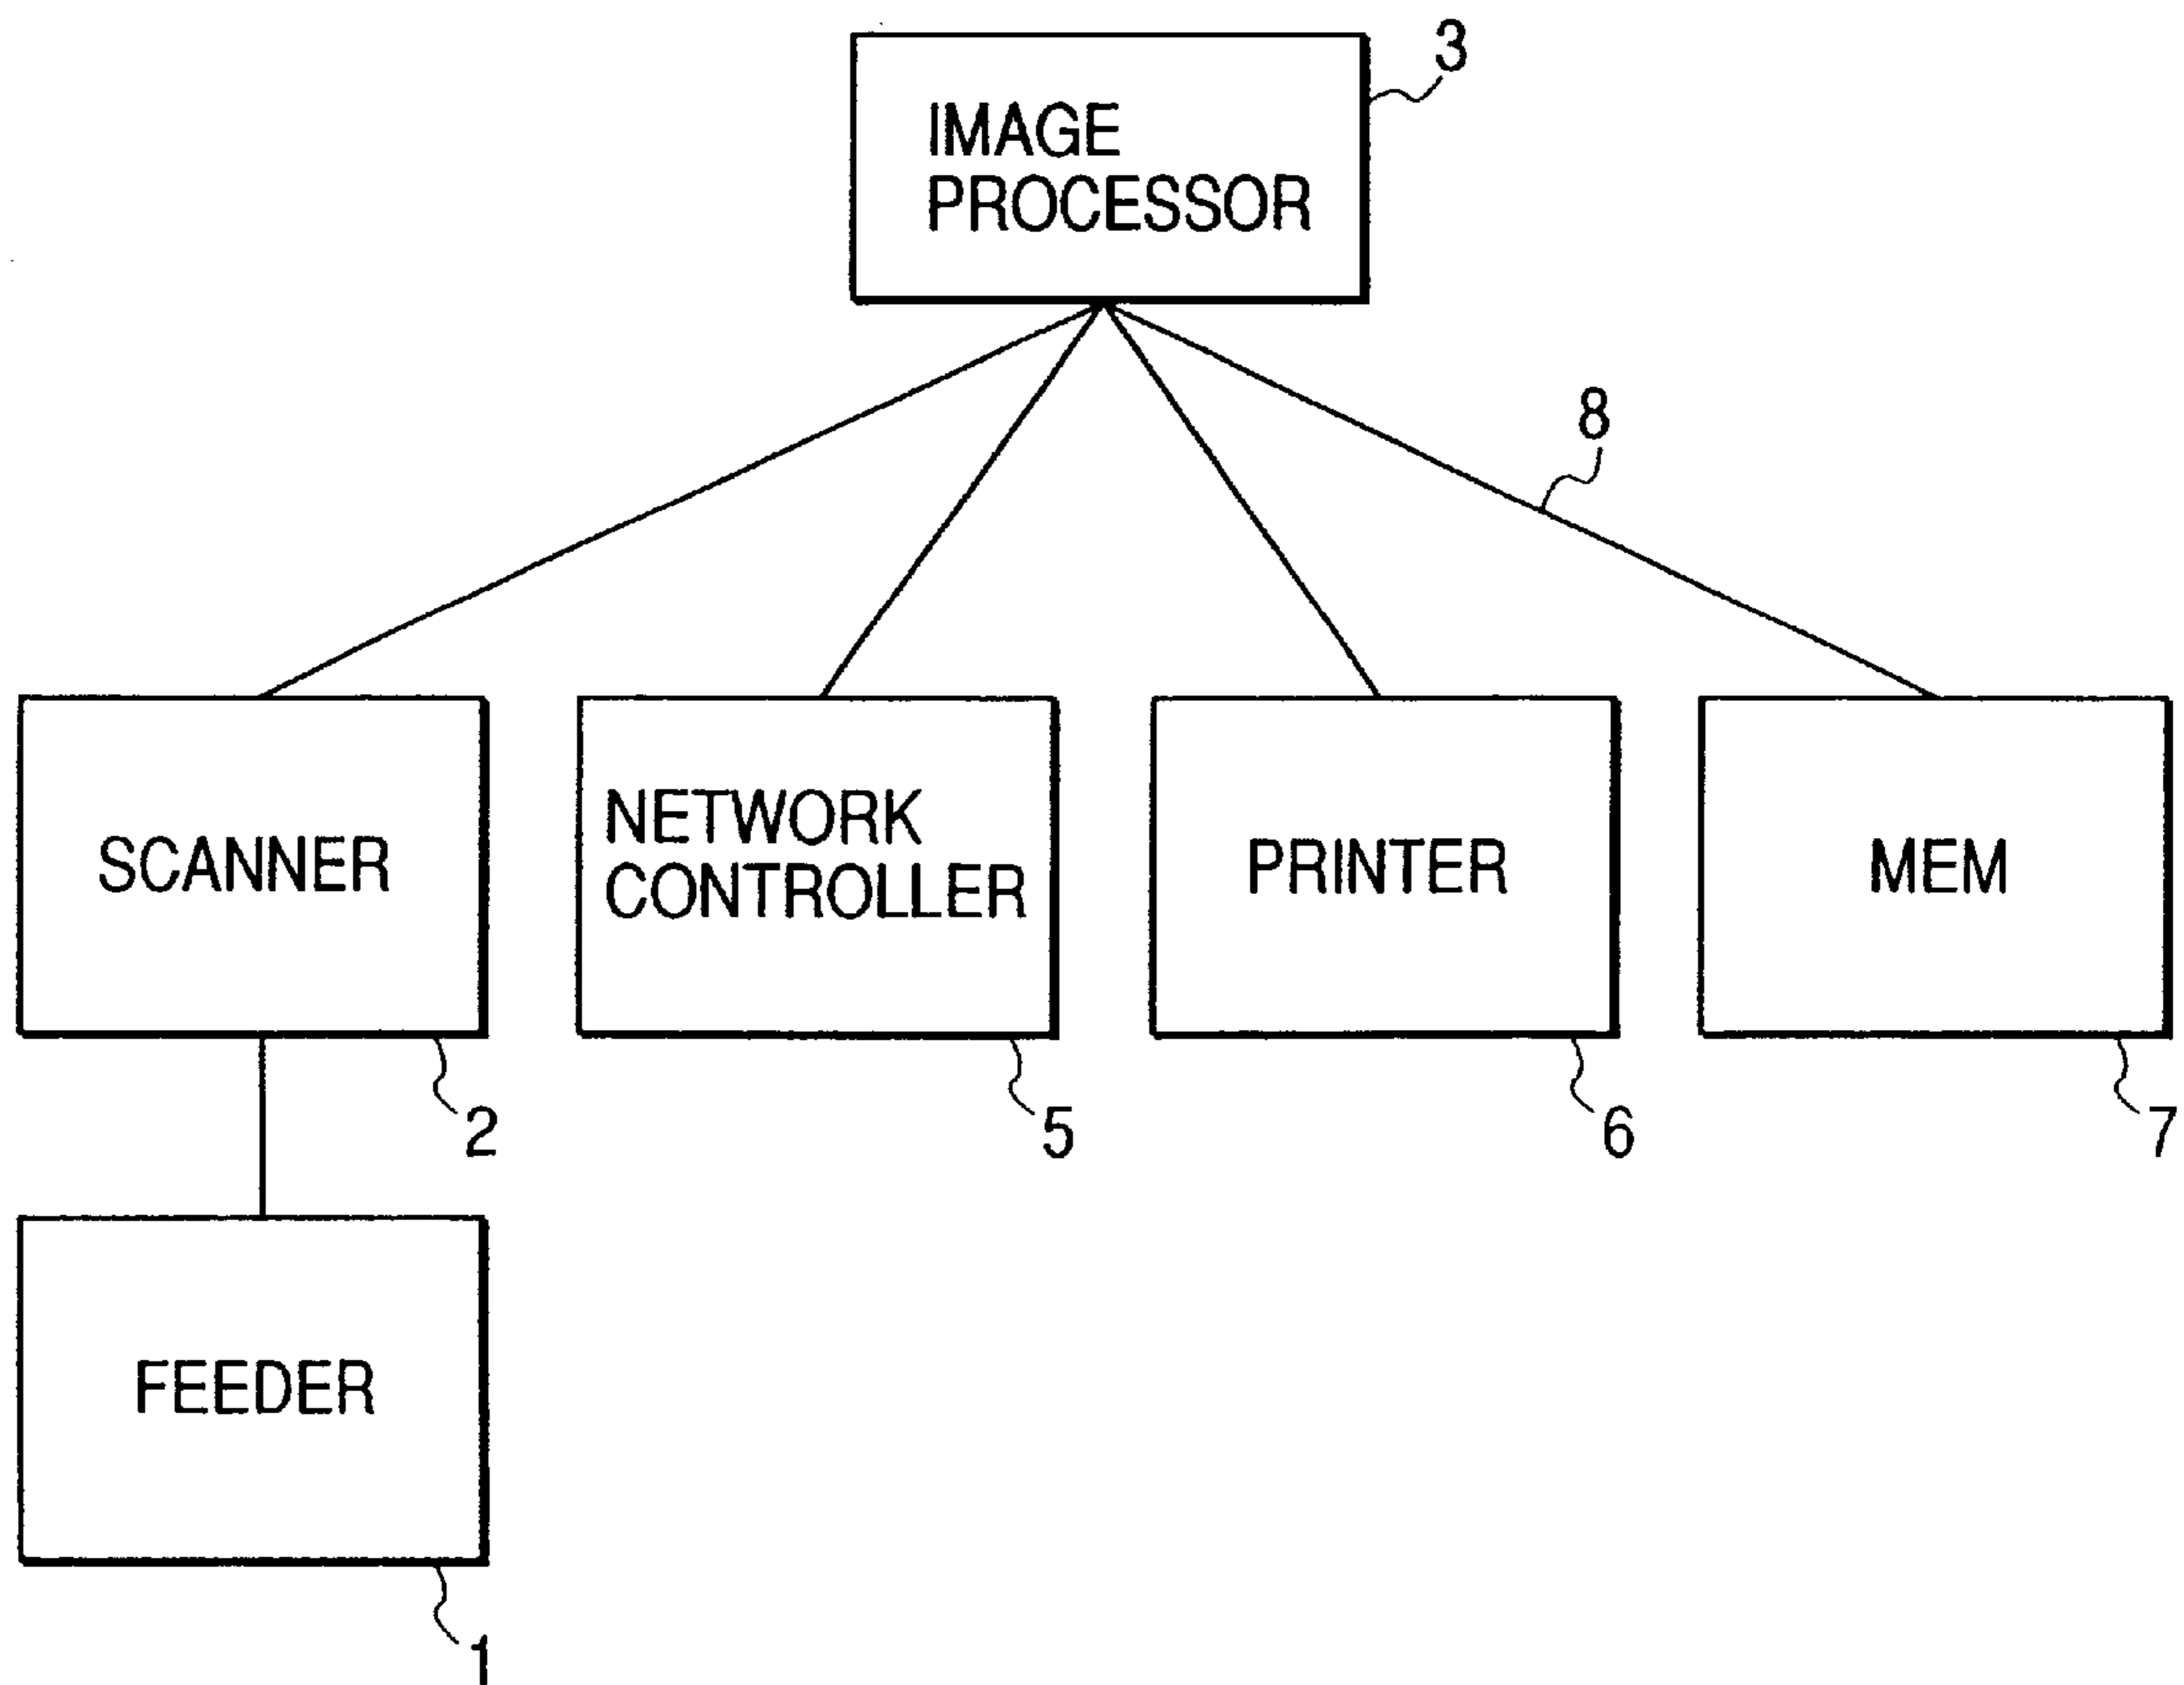 3
IMAGE
PROCESSOR
8
SCANNER
NETWORK
CONTROLLER
PRINTER
MEM
2
5
6
7
FEEDER
1